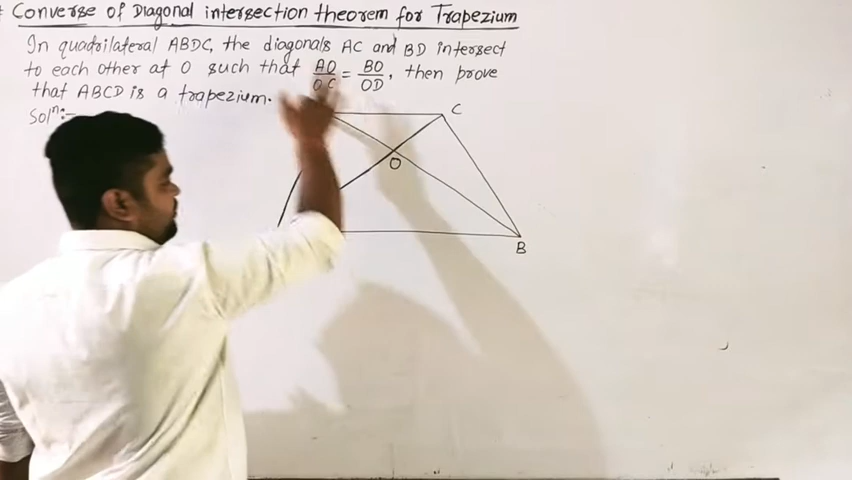 Converse of Diagonal intersection theorem for Trapezium
In quadrilateral ABDC, the diagonals AC and BD intersect
to each other at O such that AO/OC = BO/OD, then prove
that ABCD is a trapezium.
Solⁿ:-
C
O
B